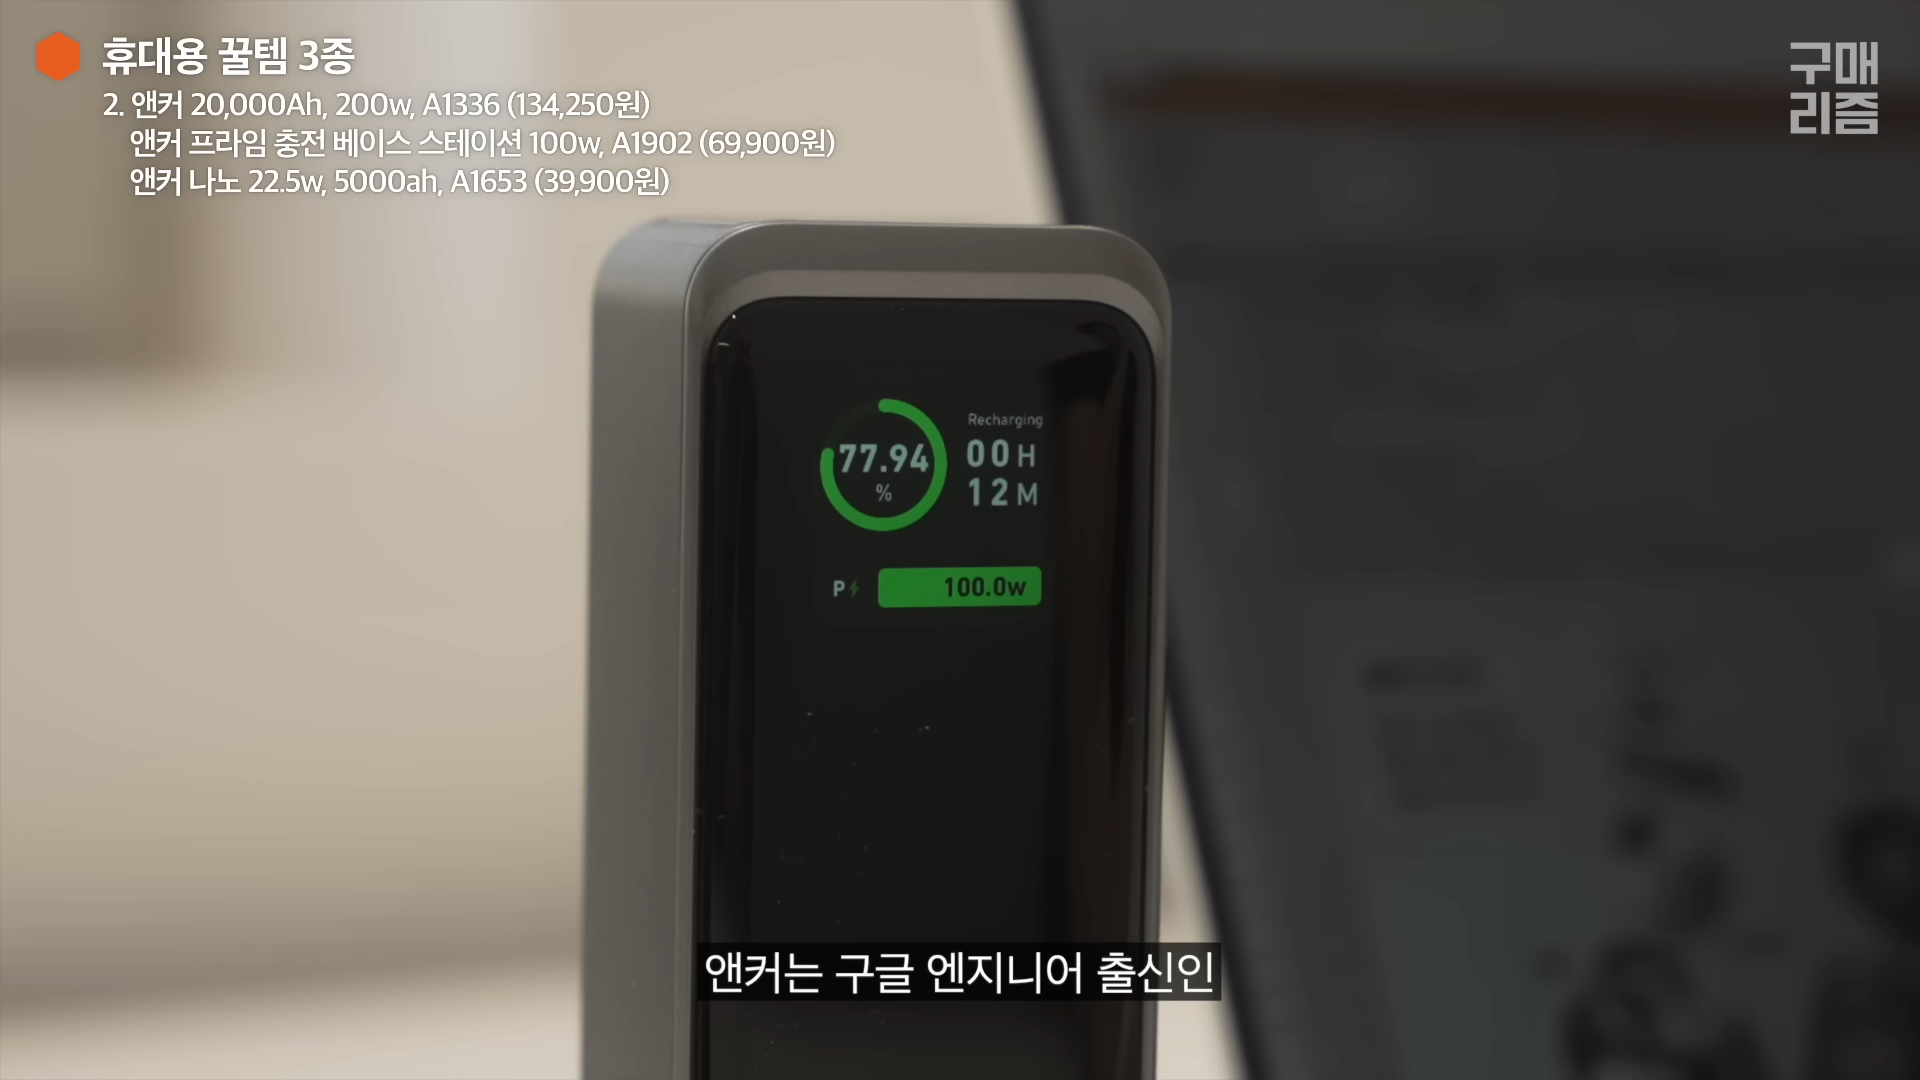 휴대용 꿀템 3종
2. 앤커 20,000Ah, 200w, A1336 (134,250원)
앤커 프라임 충전 베이스 스테이션 100w, A1902 (69,900원)
앤커 나노 22.5w, 5000ah, A1653 (39,900원)
구매
리즘
77.94
%
Recharging
00H
12M
P 100.0w
앤커는 구글 엔지니어 출신인